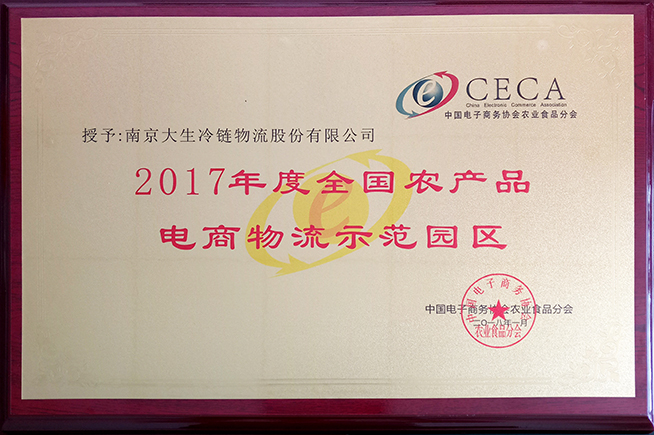 CECA
China Electronic Commerce Association
中国电子商务协会农业食品分会
授予:南京大生冷链物流股份有限公司
2017年度全国农产品
电商物流示范园区
中国电子商务协会农业食品分会
二〇一八年一月
中国电子商务协会
农业食品分会